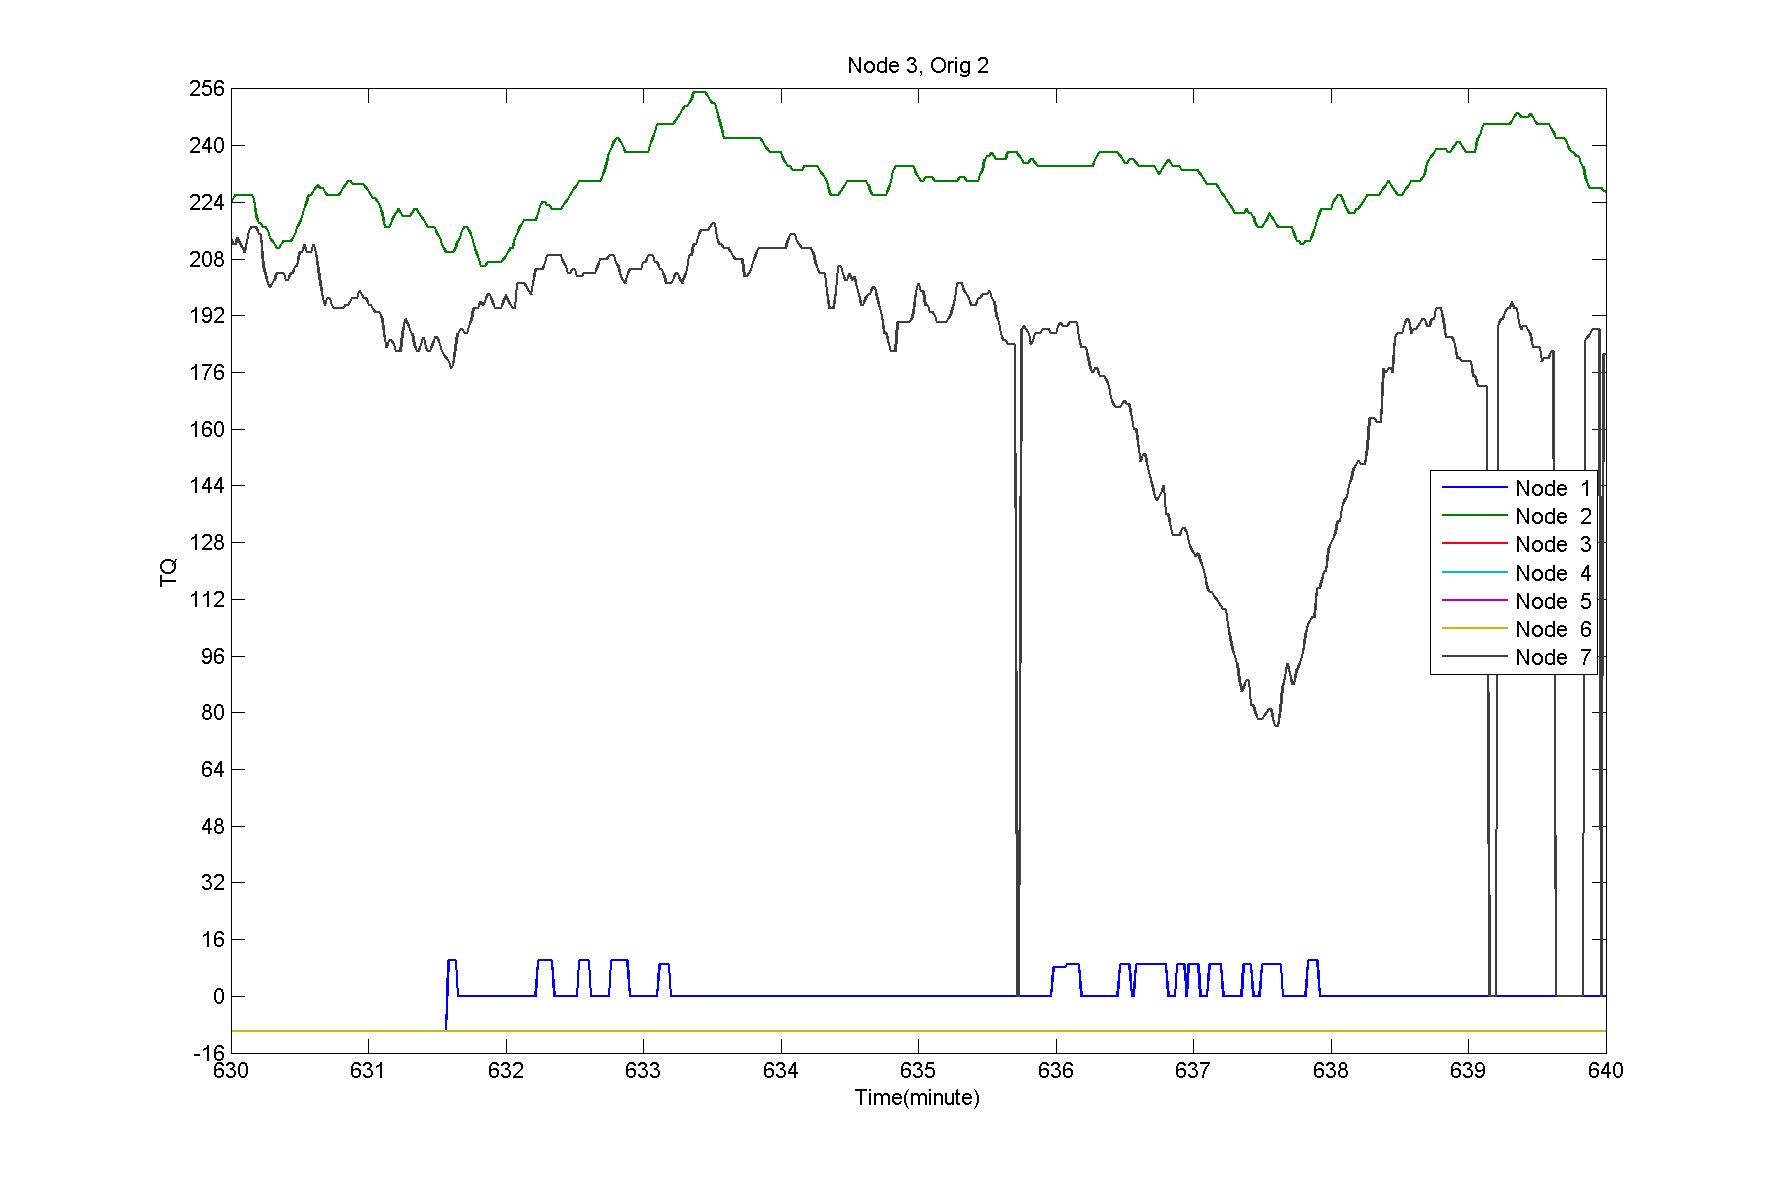 Node 3, Orig 2
256
240
224
208
192
176
160
144
128
112
96
80
64
48
32
16
0
-16
TQ
Node 1
Node 2
Node 3
Node 4
Node 5
Node 6
Node 7
630 631 632 633 634 635 636 637 638 639 640
Time(minute)